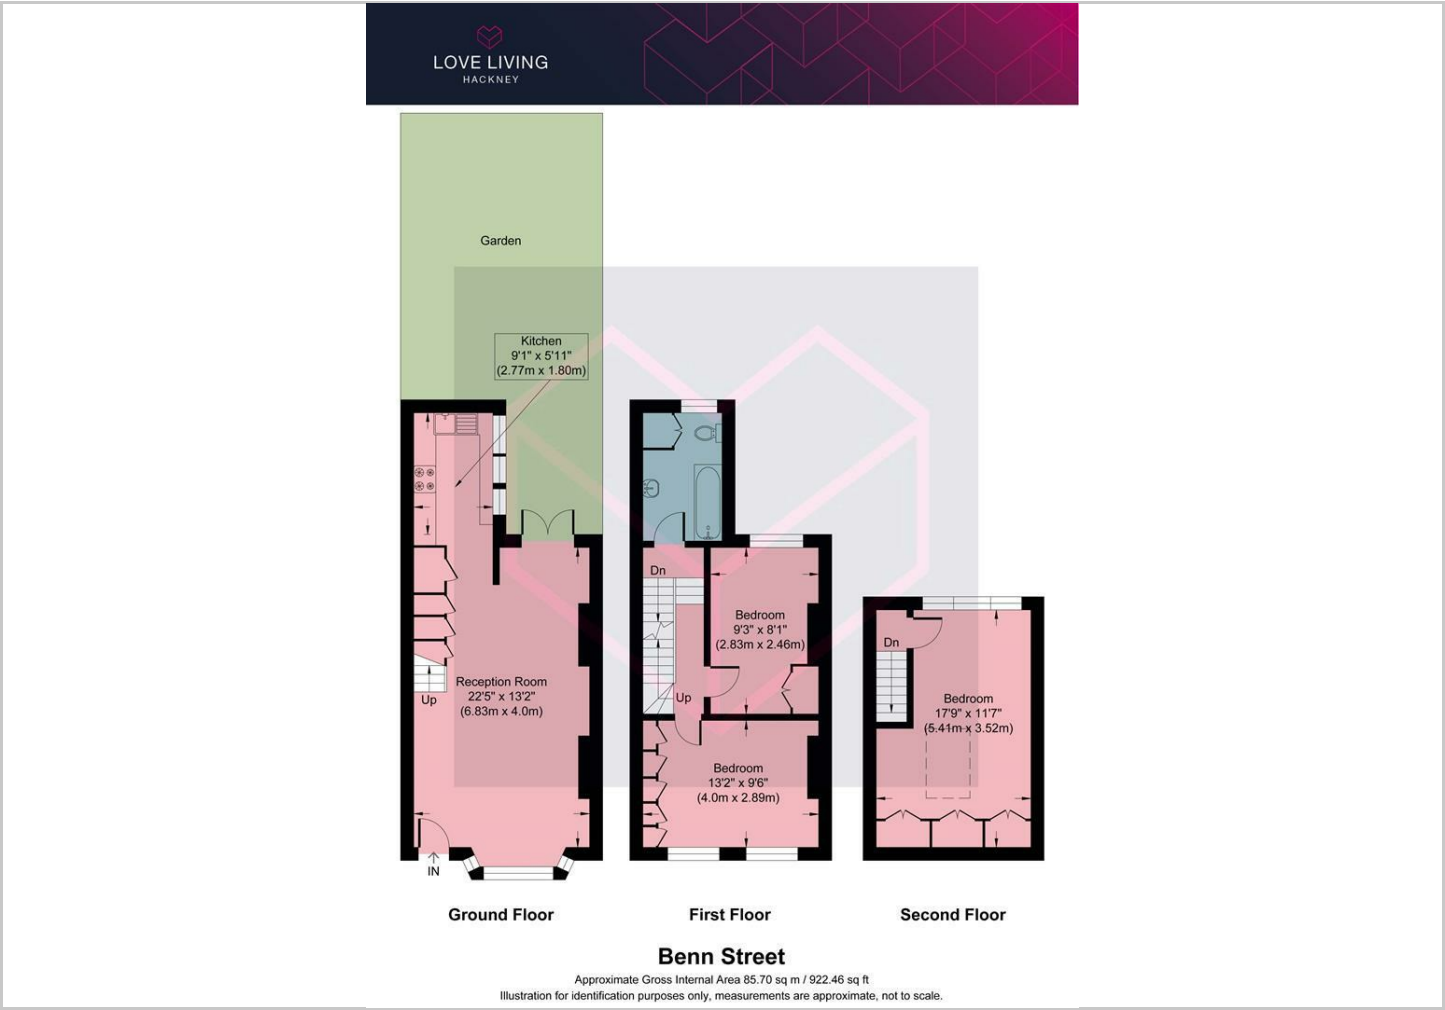 LOVE LIVING
HACKNEY
Garden
Kitchen
9'1" x 5'11"
(2.77m x 1.80m)
Reception Room
22'5" x 13'2"
(6.83m x 4.0m)
Up
IN
Ground Floor
Dn
Bedroom
9'3" x 8'1"
(2.83m x 2.46m)
Up
Bedroom
13'2" x 9'6"
(4.0m x 2.89m)
First Floor
Dn
Bedroom
17'9" x 11'7"
(5.41m x 3.52m)
Second Floor
Benn Street
Approximate Gross Internal Area 85.70 sq m / 922.46 sq ft
Illustration for identification purposes only, measurements are approximate, not to scale.